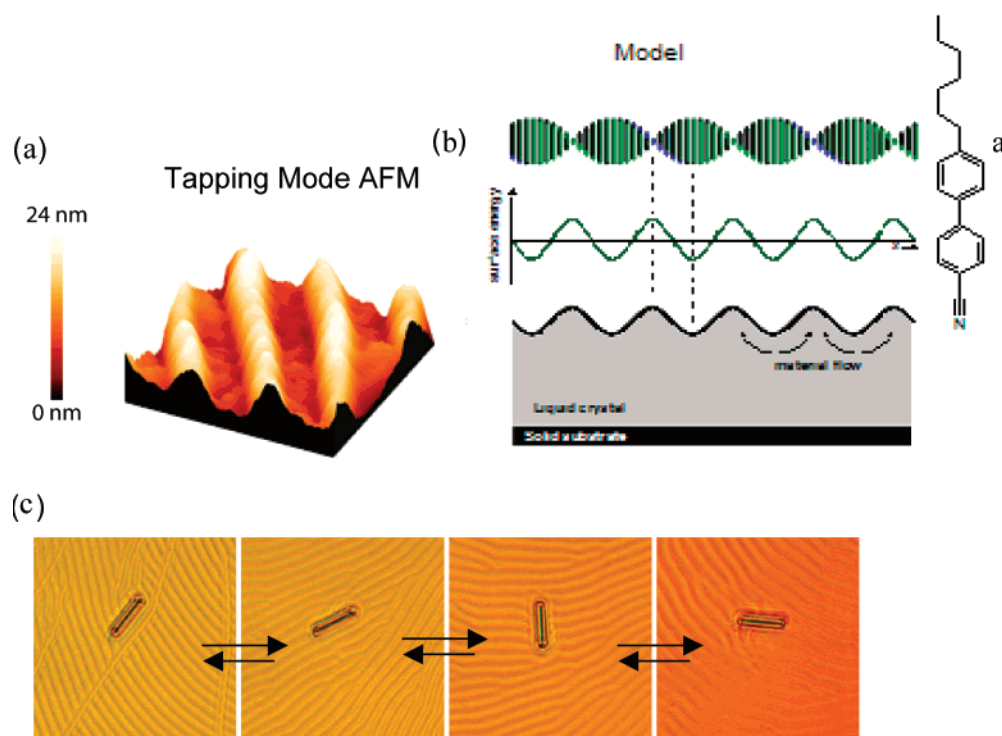 Model
(a)
(b)
a
Tapping Mode AFM
24 nm
0 nm
surface energy
x
N
material flow
Liquid crystal
Solid substrate
(c)